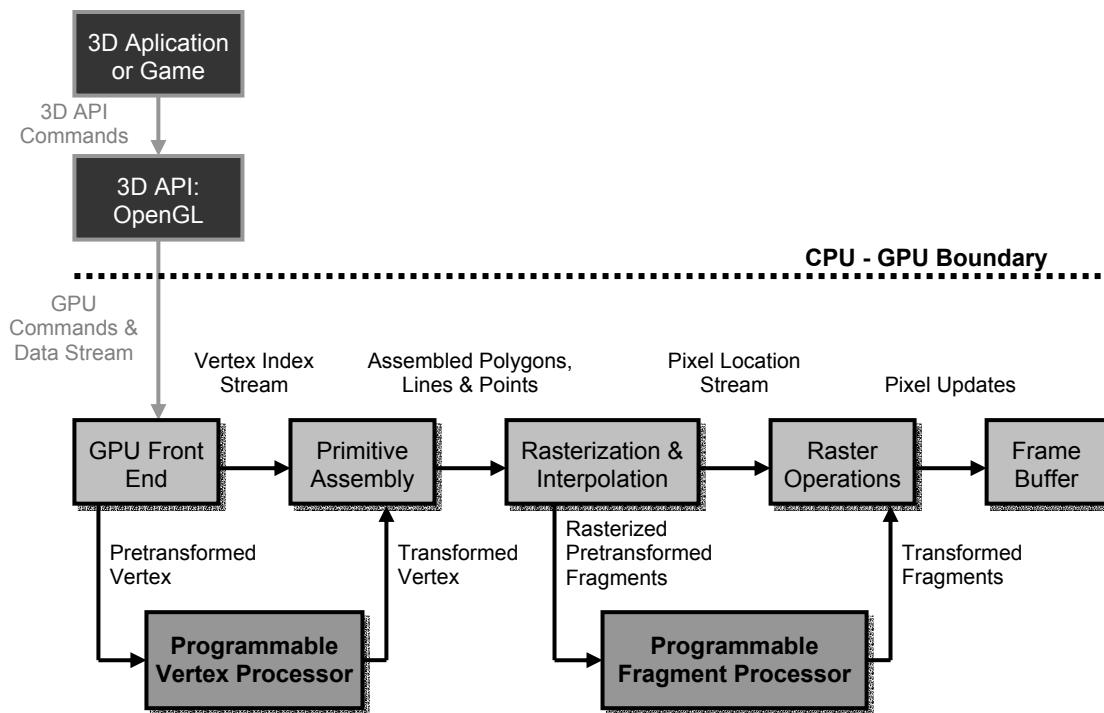 3D Aplication
or Game
3D API
Commands
3D API:
OpenGL
CPU - GPU Boundary
GPU
Commands &
Data Stream
Vertex Index
Stream
Assembled Polygons,
Lines & Points
Pixel Location
Stream
Pixel Updates
GPU Front
End
Primitive
Assembly
Rasterization &
Interpolation
Raster
Operations
Frame
Buffer
Pretransformed
Vertex
Transformed
Vertex
Rasterized
Pretransformed
Fragments
Transformed
Fragments
Programmable
Vertex Processor
Programmable
Fragment Processor